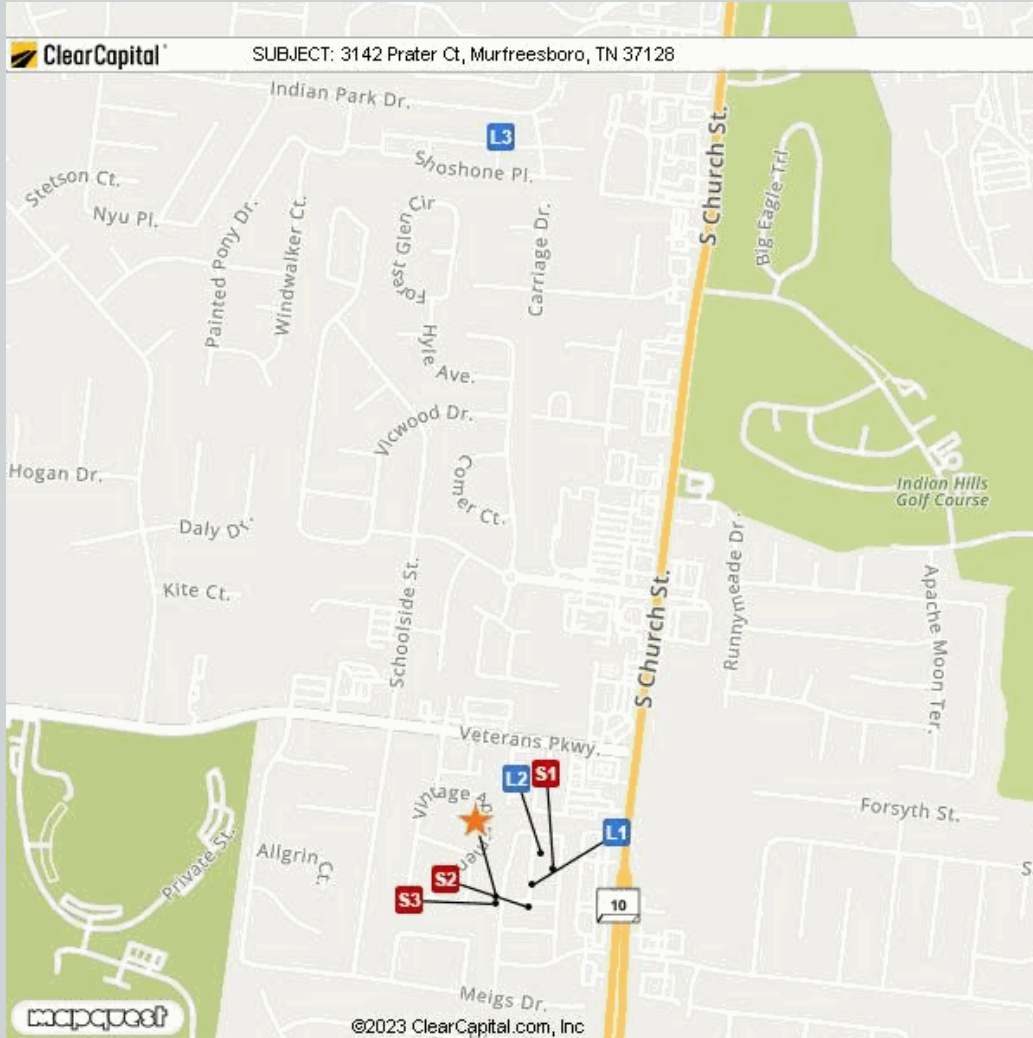 ClearCapital
SUBJECT: 3142 Prater Ct, Murfreesboro, TN 37128
Indian Park Dr.
L3
Shoshone Pl.
Stetson Ct.
Nyu Pl.
Painted Pony Dr.
Windwalker Ct.
Forest Glen Cir
Carriage Dr.
S Church St.
Big Eagle Trl
Hyle Ave.
Vicwood Dr.
Comer Ct.
Hogan Dr.
Daly Dr.
Kite Ct.
Schoolside St.
Indian Hills
Golf Course
Runnymeade Dr.
Apache Moon Ter.
S Church St.
Veterans Pkwy.
L2
S1
Vintage
L1
Forsyth St.
S
Private St.
Allgrin Ct.
S2
S3
10
Meigs Dr.
mapquest
©2023 ClearCapital.com, Inc